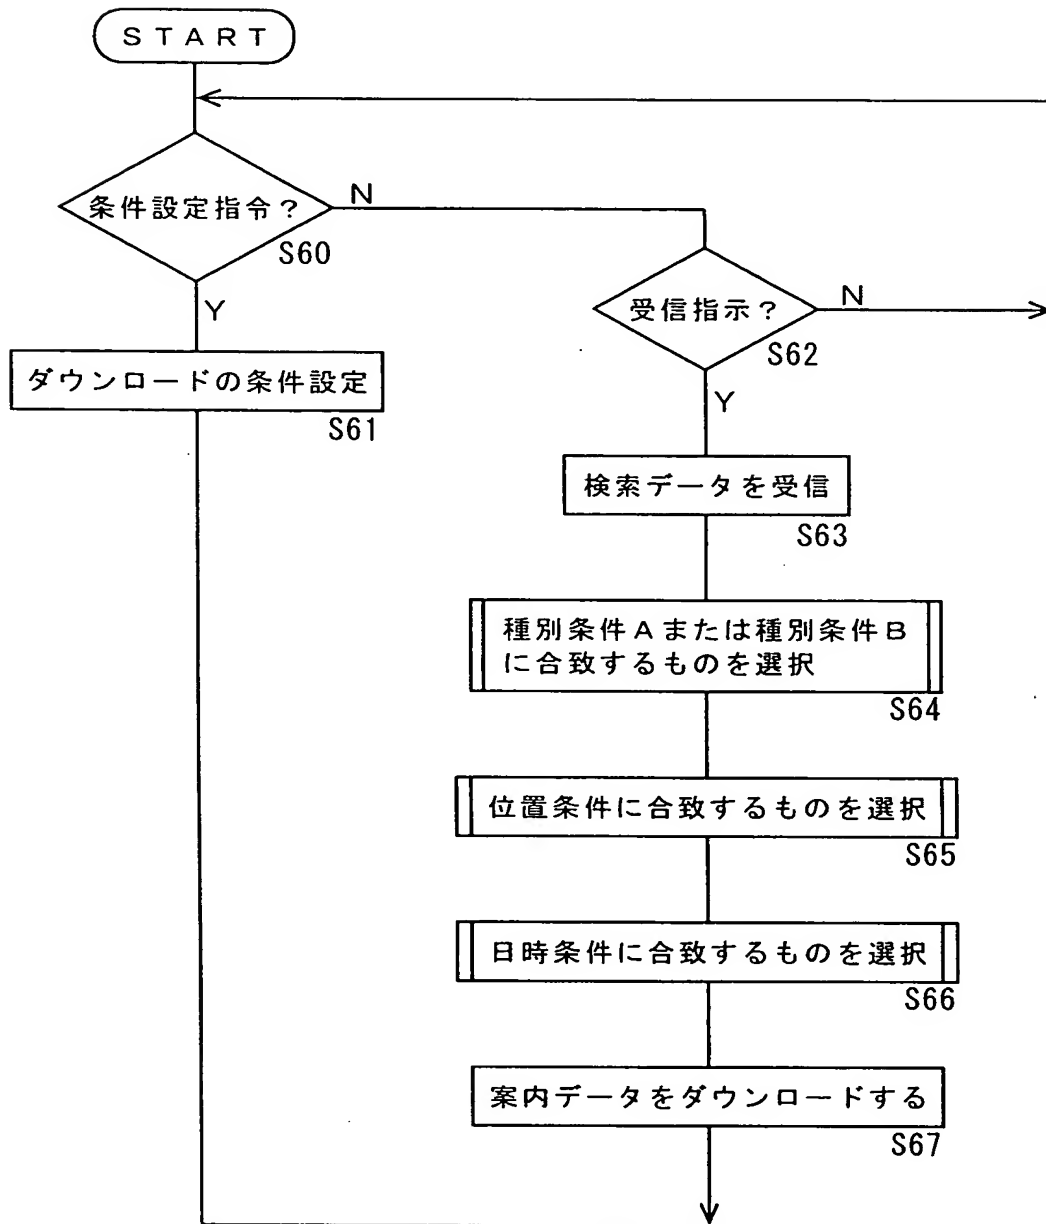 START
条件設定指令？
N
S60
Y
ダウンロードの条件設定
S61
受信指示？
N
S62
Y
検索データを受信
S63
種別条件Aまたは種別条件B
に合致するものを選択
S64
位置条件に合致するものを選択
S65
日時条件に合致するものを選択
S66
案内データをダウンロードする
S67